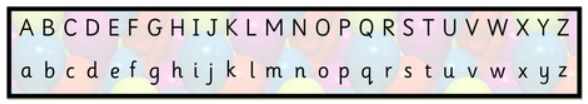 A B C D E F G H I J K L M N O P Q R S T U V W X Y Z
a b c d e f g h i j k l m n o p q r s t u v w x y z